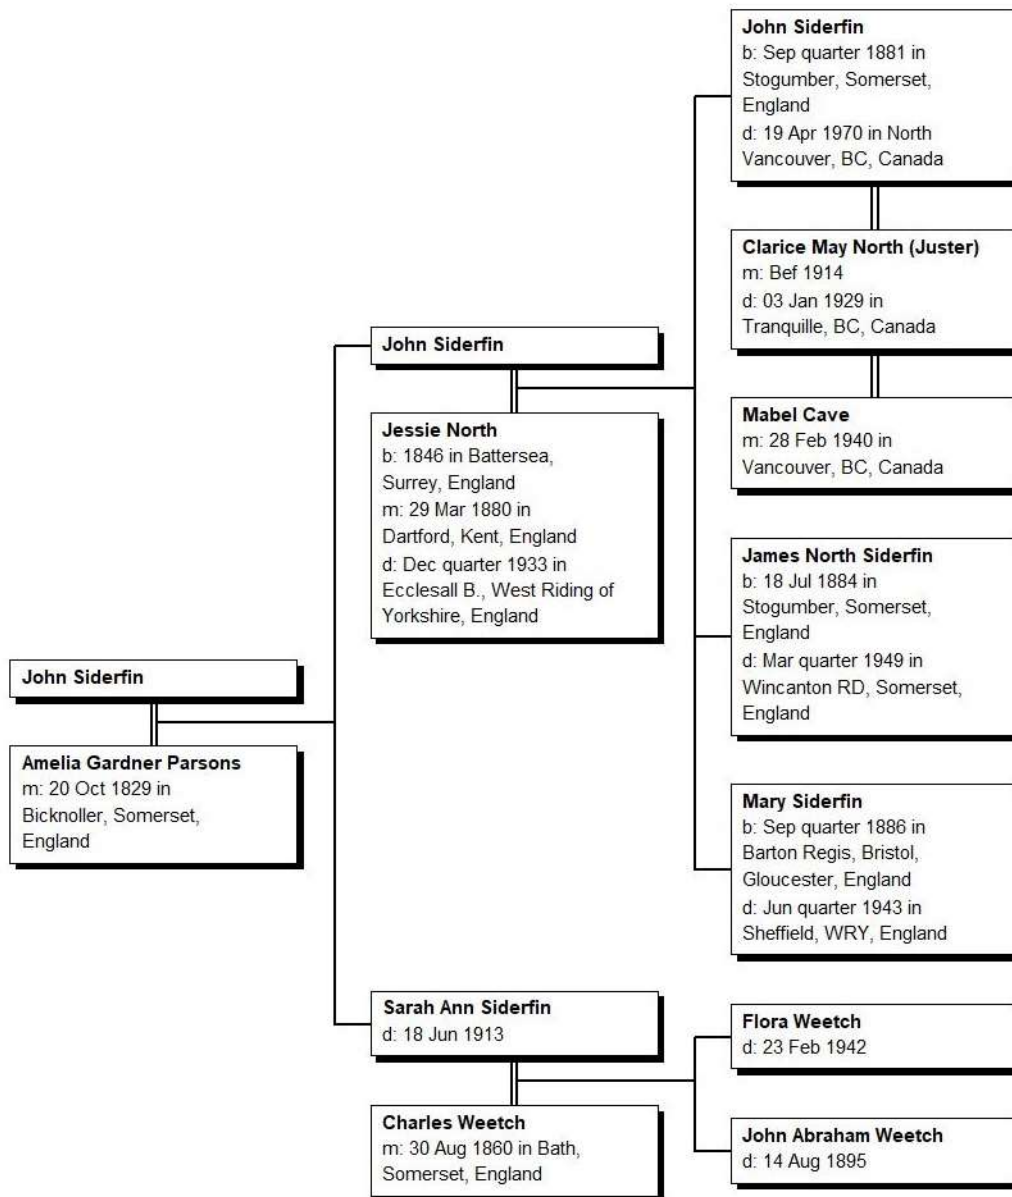 John Siderfin
b: Sep quarter 1881 in
Stogumber, Somerset,
England
d: 19 Apr 1970 in North
Vancouver, BC, Canada
Clarice May North (Juster)
m: Bef 1914
d: 03 Jan 1929 in
Tranquille, BC, Canada
John Siderfin
Mabel Cave
m: 28 Feb 1940 in
Vancouver, BC, Canada
Jessie North
b: 1846 in Battersea,
Surrey, England
m: 29 Mar 1880 in
Dartford, Kent, England
d: Dec quarter 1933 in
Ecclesall B., West Riding of
Yorkshire, England
James North Siderfin
b: 18 Jul 1884 in
Stogumber, Somerset,
England
d: Mar quarter 1949 in
Wincanton RD, Somerset,
England
John Siderfin
Amelia Gardner Parsons
m: 20 Oct 1829 in
Bicknoller, Somerset,
England
Mary Siderfin
b: Sep quarter 1886 in
Barton Regis, Bristol,
Gloucester, England
d: Jun quarter 1943 in
Sheffield, WRY, England
Sarah Ann Siderfin
d: 18 Jun 1913
Flora Weetch
d: 23 Feb 1942
Charles Weetch
m: 30 Aug 1860 in Bath,
Somerset, England
John Abraham Weetch
d: 14 Aug 1895